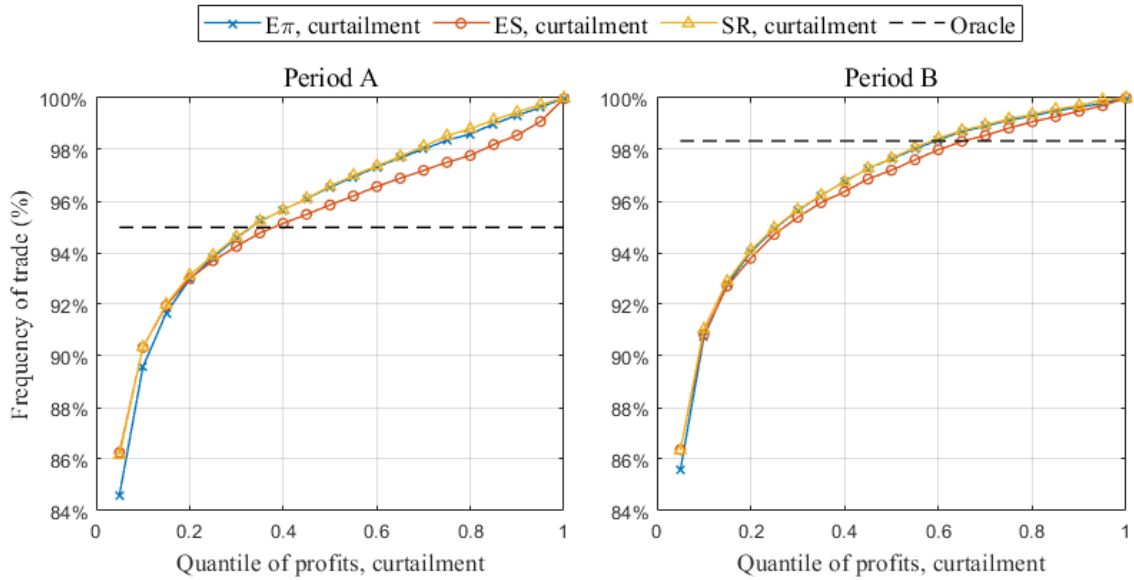 Eπ, curtailment ES, curtailment SR, curtailment Oracle
Period A
100%
98%
96%
94%
92%
90%
88%
86%
84%
0 0.2 0.4 0.6 0.8 1
Frequency of trade (%)
Quantile of profits, curtailment
Period B
100%
98%
96%
94%
92%
90%
88%
86%
84%
0 0.2 0.4 0.6 0.8 1
Quantile of profits, curtailment